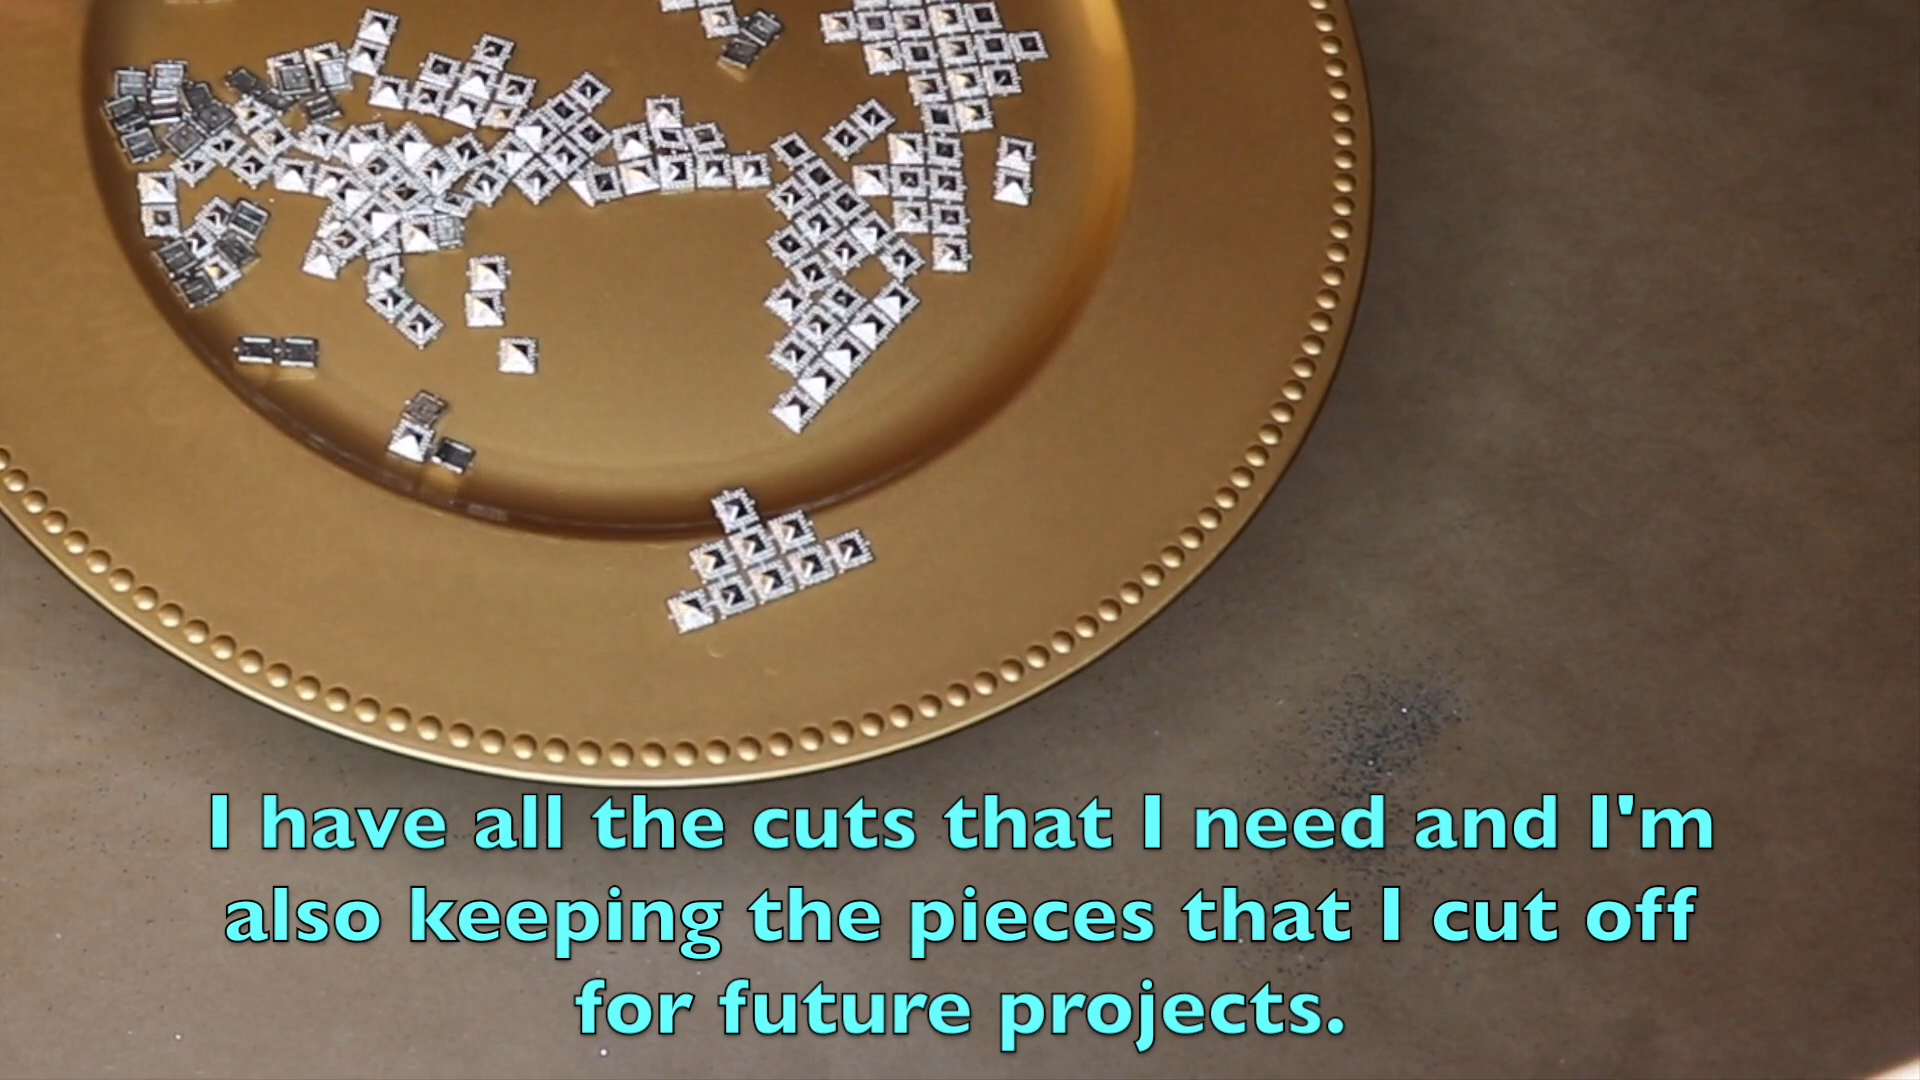 I have all the cuts that I need and I'm
also keeping the pieces that I cut off
for future projects.